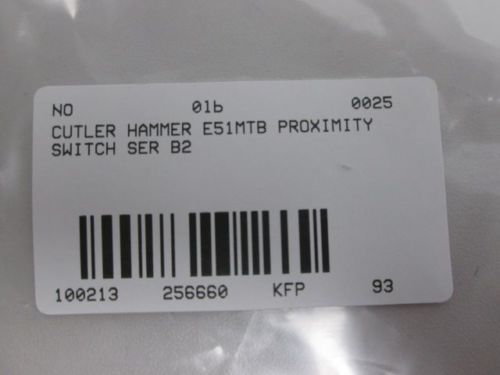 NO 01b 0025
CUTLER HAMMER E51MTB PROXIMITY
SWITCH SER B2
100213 256660 KFP 93